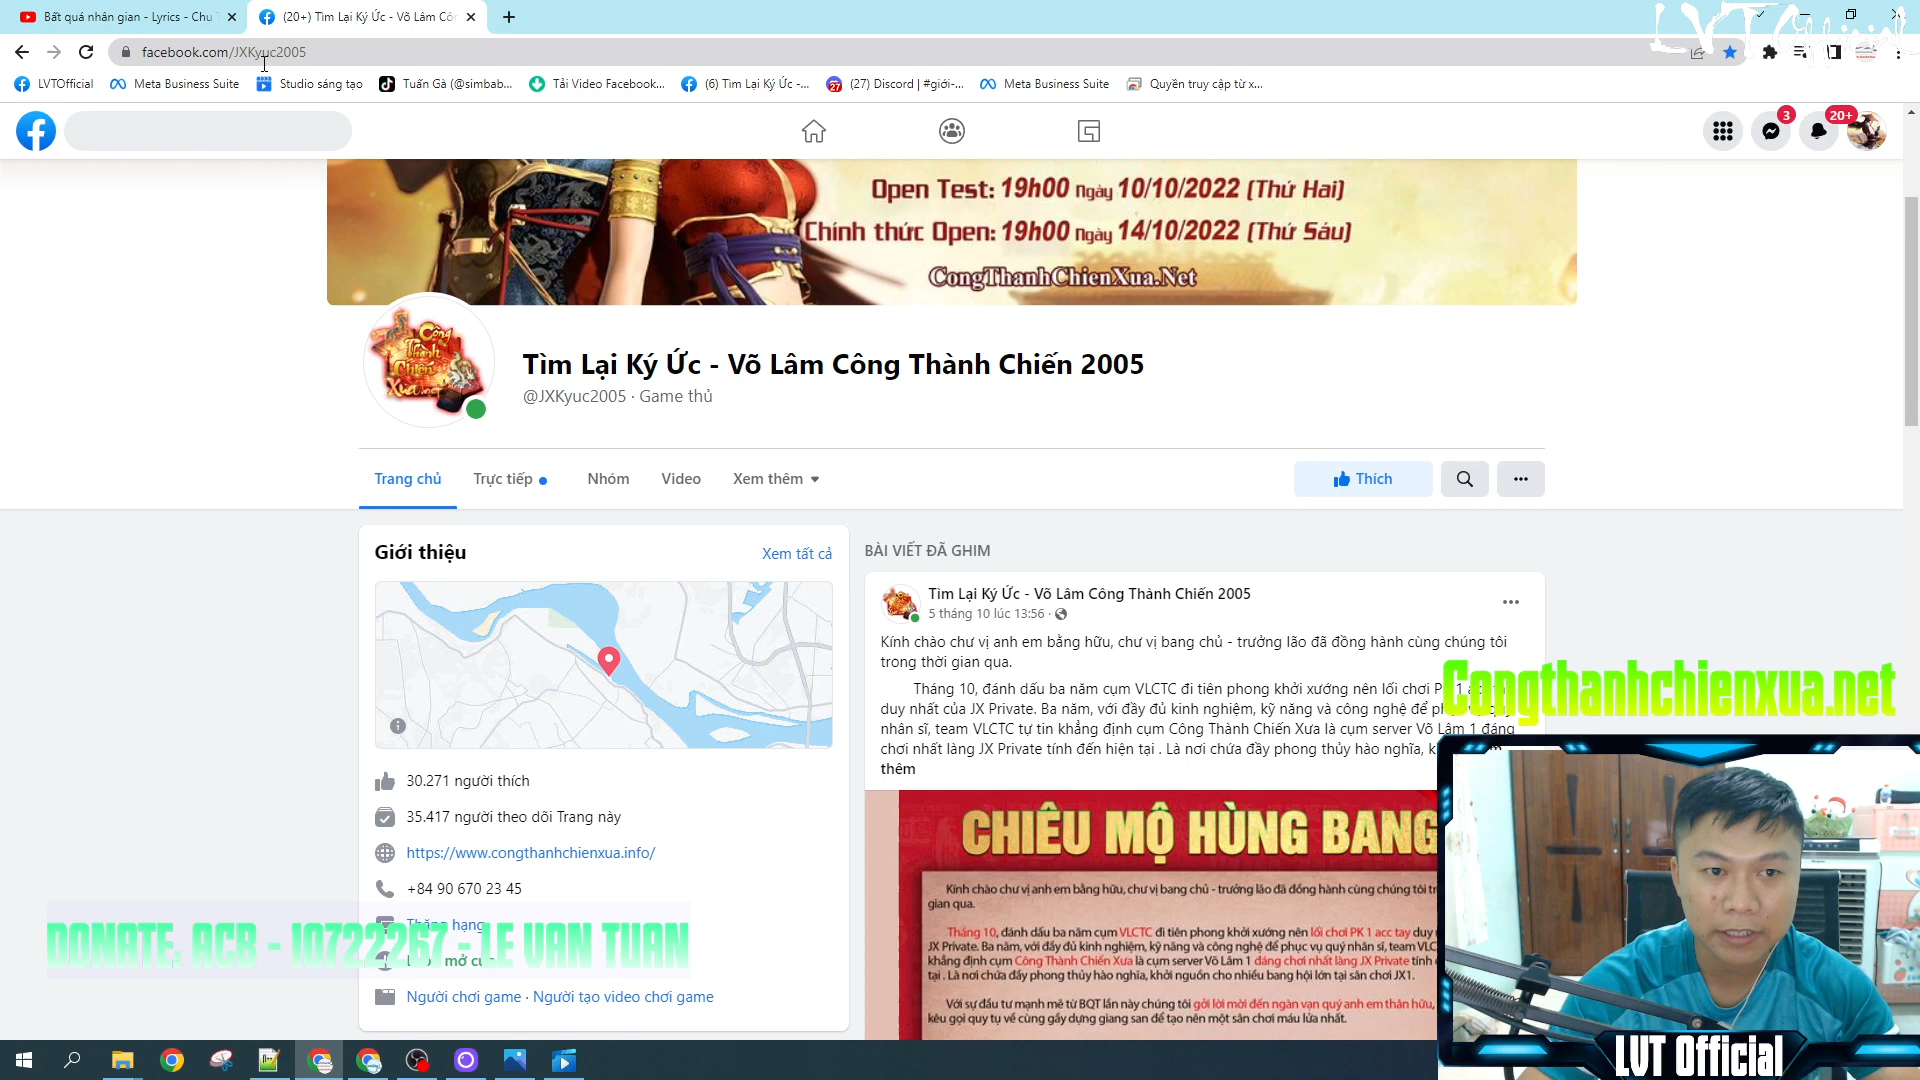 Bất quá nhân gian - Lyrics - Chu
(20+) Tìm Lại Ký Ức - Võ Lâm Côn
LVT Official
facebook.com/JXKyuc2005
LVTOfficial
Meta Business Suite
Studio sáng tạo
Tuấn Gà (@simbab...
Tải Video Facebook...
(6) Tìm Lại Ký Ức -...
27
(27) Discord | #giới-...
Meta Business Suite
Quyền truy cập từ x...
3
20+
Open Test: 19h00 Ngày 10/10/2022 (Thứ Hai)
Chính thức Open: 19h00 Ngày 14/10/2022 (Thứ Sáu)
CongThanhChienXua.Net
Công Thành Chiến Xưa.net
Tìm Lại Ký Ức - Võ Lâm Công Thành Chiến 2005
@JXKyuc2005 · Game thủ
Trang chủ
Trực tiếp
Nhóm
Video
Xem thêm
Thích
Giới thiệu
Xem tất cả
30.271 người thích
35.417 người theo dõi Trang này
https://www.congthanhchienxua.info/
+84 90 670 23 45
Thăng hạng
mở cửa
DONATE: ACB - 10722267 - LE VAN TUAN
Người chơi game · Người tạo video chơi game
BÀI VIẾT ĐÃ GHIM
Tìm Lại Ký Ức - Võ Lâm Công Thành Chiến 2005
5 tháng 10 lúc 13:56
Kính chào chư vị anh em bằng hữu, chư vị bang chủ - trưởng lão đã đồng hành cùng chúng tôi
trong thời gian qua.
Tháng 10, đánh dấu ba năm cụm VLCTC đi tiên phong khởi xướng nên lối chơi PK 1 acc
duy nhất của JX Private. Ba năm, với đầy đủ kinh nghiệm, kỹ năng và công nghệ để
nhân sĩ, team VLCTC tự tin khẳng định cụm Công Thành Chiến Xưa là cụm server Võ Lâm 1 đáng
chơi nhất làng JX Private tính đến hiện tại . Là nơi chứa đầy phong thủy hào nghĩa,
thêm
Congthanhchienxua.net
CHIÊU MỘ HÙNG BANG
Kính chào chư vị anh em bằng hữu, chư vị bang chủ - trưởng lão đã đồng hành cùng chúng tôi
gian qua.
Tháng 10, đánh dấu ba năm cụm VLCTC đi tiên phong khởi xướng nên lối chơi PK 1 acc tay duy
JX Private. Ba năm, với đầy đủ kinh nghiệm, kỹ năng và công nghệ để phục vụ quý nhân sĩ, team VLC
khẳng định cụm Công Thành Chiến Xưa là cụm server Võ Lâm 1 đáng chơi nhất làng JX Private tính
tại . Là nơi chứa đầy phong thủy hào nghĩa, khởi nguồn cho nhiều bang hội lớn tại sân chơi JX1.
Với sự đầu tư mạnh mẽ từ BQT lần này chúng tôi gởi lời mời đến ngàn vạn quý anh em thân hữu,
kêu gọi quy tụ về cùng gầy dựng giang san để tạo nên một sân chơi máu lửa nhất.
LVT Official